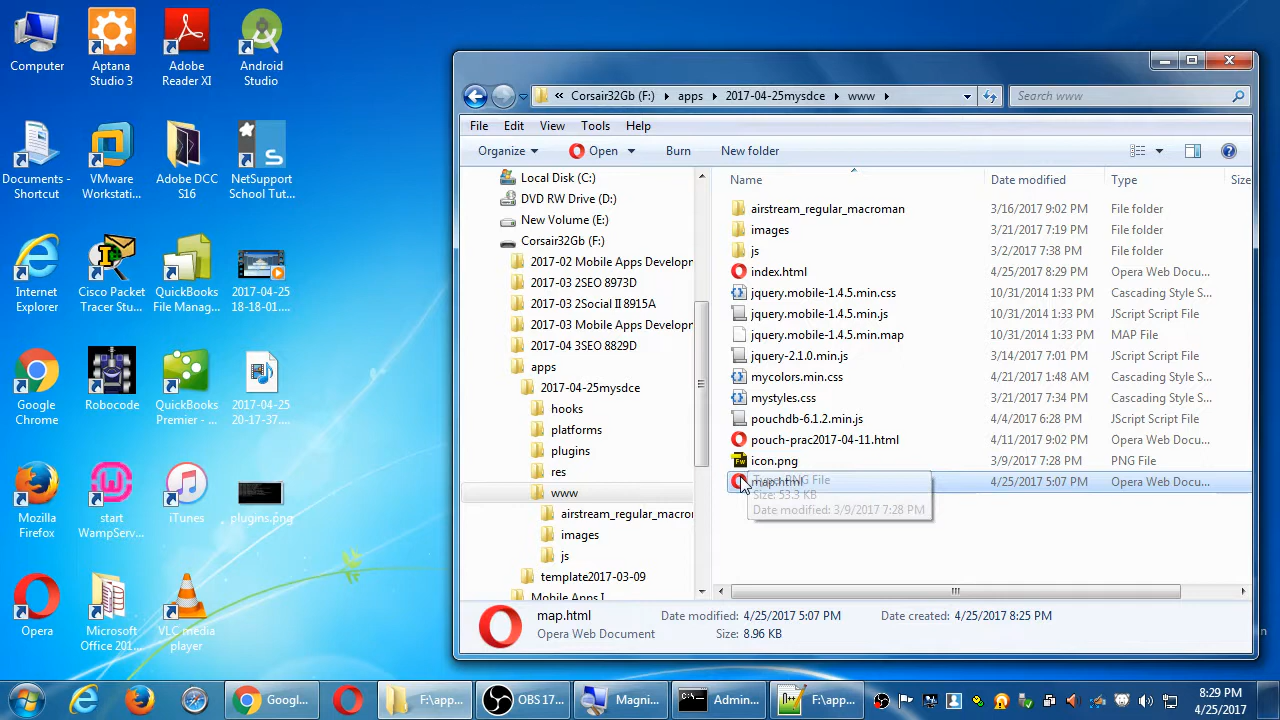 Computer
Aptana
Studio 3
Adobe
Reader XI
Android
Studio
Documents -
Shortcut
VMware
Workstati...
Adobe DCC
S16
NetSupport
School Tut...
Internet
Explorer
Cisco Packet
Tracer Stu...
QuickBooks
File Manag...
2017-04-25
18-18-01....
Google
Chrome
Robocode
QuickBooks
Premier - ...
2017-04-25
20-17-37....
Mozilla
Firefox
start
WampServ...
iTunes
plugins.png
Opera
Microsoft
Office 201...
VLC media
player
« Corsair32Gb (F:) apps 2017-04-25mysdce www
Search www
File Edit View Tools Help
Organize Open Burn New folder
Local Disk (C:)
DVD RW Drive (D:)
New Volume (E:)
Corsair32Gb (F:)
2017-02 Mobile Apps Developr
2017-03 2SEO 8973D
2017-03 2Social II 8915A
2017-03 Mobile Apps Developr
2017-04 3SEO 8829D
apps
2017-04-25mysdce
hooks
platforms
plugins
res
www
airstream_regular_macror
images
js
template2017-03-09
Mobile Apps I
Name Date modified Type Size
airstream_regular_macroman 3/16/2017 9:02 PM File folder
images 3/21/2017 7:19 PM File folder
js 3/2/2017 7:38 PM File folder
index.html 4/25/2017 8:29 PM Opera Web Docu...
jquery.mobile-1.4.5.min.css 10/31/2014 1:33 PM Cascading Style S...
jquery.mobile-1.4.5.min.js 10/31/2014 1:33 PM JScript Script File
jquery.mobile-1.4.5.min.map 10/31/2014 1:33 PM MAP File
jquery-2.1.0.min.js 3/14/2017 7:01 PM JScript Script File
mycolors.min.css 4/21/2017 1:48 AM Cascading Style S...
mystyles.css 3/21/2017 7:34 PM Cascading Style S...
pouchdb-6.1.2.min.js 4/4/2017 6:28 PM JScript Script File
pouch-prac2017-04-11.html 4/11/2017 9:02 PM Opera Web Docu...
icon.png 3/9/2017 7:28 PM PNG File
map.html 4/25/2017 5:07 PM Opera Web Docu...
PNG File
Size: 53.3 KB
Date modified: 3/9/2017 7:28 PM
map.html Date modified: 4/25/2017 5:07 PM Date created: 4/25/2017 8:25 PM
Opera Web Document Size: 8.96 KB
Googl...
F:\app...
OBS 17...
Magni...
Admin...
F:\app...
8:29 PM
4/25/2017